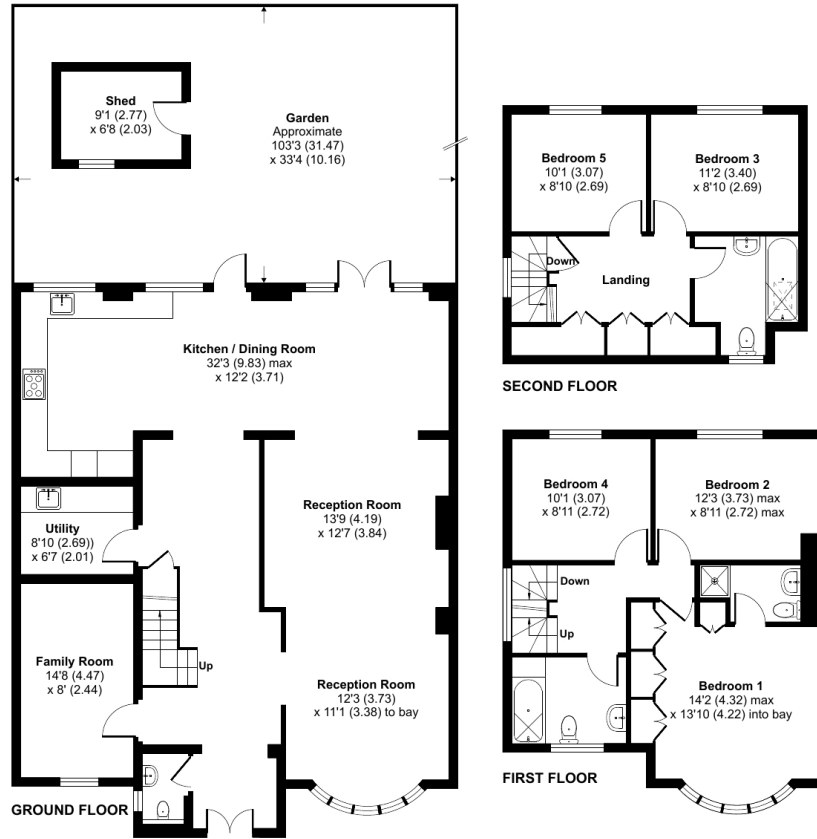 Shed
9'1 (2.77)
x 6'8 (2.03)
Garden
Approximate
103'3 (31.47)
x 33'4 (10.16)
Kitchen / Dining Room
32'3 (9.83) max
x 12'2 (3.71)
Reception Room
13'9 (4.19)
x 12'7 (3.84)
Utility
8'10 (2.69))
x 6'7 (2.01)
Family Room
14'8 (4.47)
x 8' (2.44)
Up
Reception Room
12'3 (3.73)
x 11'1 (3.38) to bay
GROUND FLOOR
Bedroom 5
10'1 (3.07)
x 8'10 (2.69)
Bedroom 3
11'2 (3.40)
x 8'10 (2.69)
Down
Landing
SECOND FLOOR
Bedroom 4
10'1 (3.07)
x 8'11 (2.72)
Bedroom 2
12'3 (3.73) max
x 8'11 (2.72) max
Down
Up
Bedroom 1
14'2 (4.32) max
x 13'10 (4.22) into bay
FIRST FLOOR